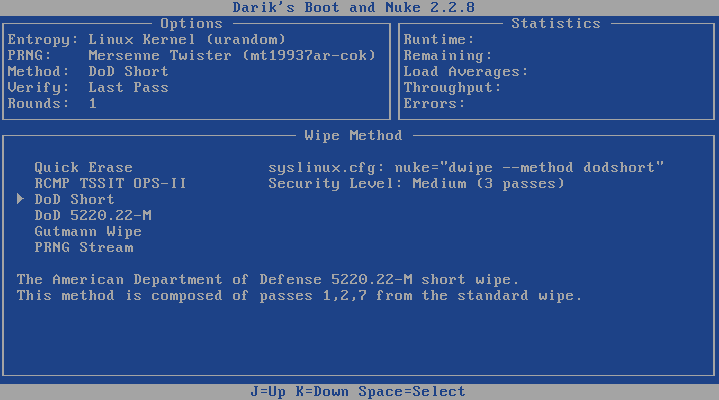 Darik's Boot and Nuke 2.2.8
Options
Entropy: Linux Kernel (urandom)
PRNG: Mersenne Twister (mt19937ar-cok)
Method: DoD Short
Verify: Last Pass
Rounds: 1
Statistics
Runtime:
Remaining:
Load Averages:
Throughput:
Errors:
Wipe Method
Quick Erase syslinux.cfg: nuke="dwipe --method dodshort"
RCMP TSSIT OPS-II Security Level: Medium (3 passes)
DoD Short
DoD 5220.22-M
Gutmann Wipe
PRNG Stream
The American Department of Defense 5220.22-M short wipe.
This method is composed of passes 1,2,7 from the standard wipe.
J=Up K=Down Space=Select